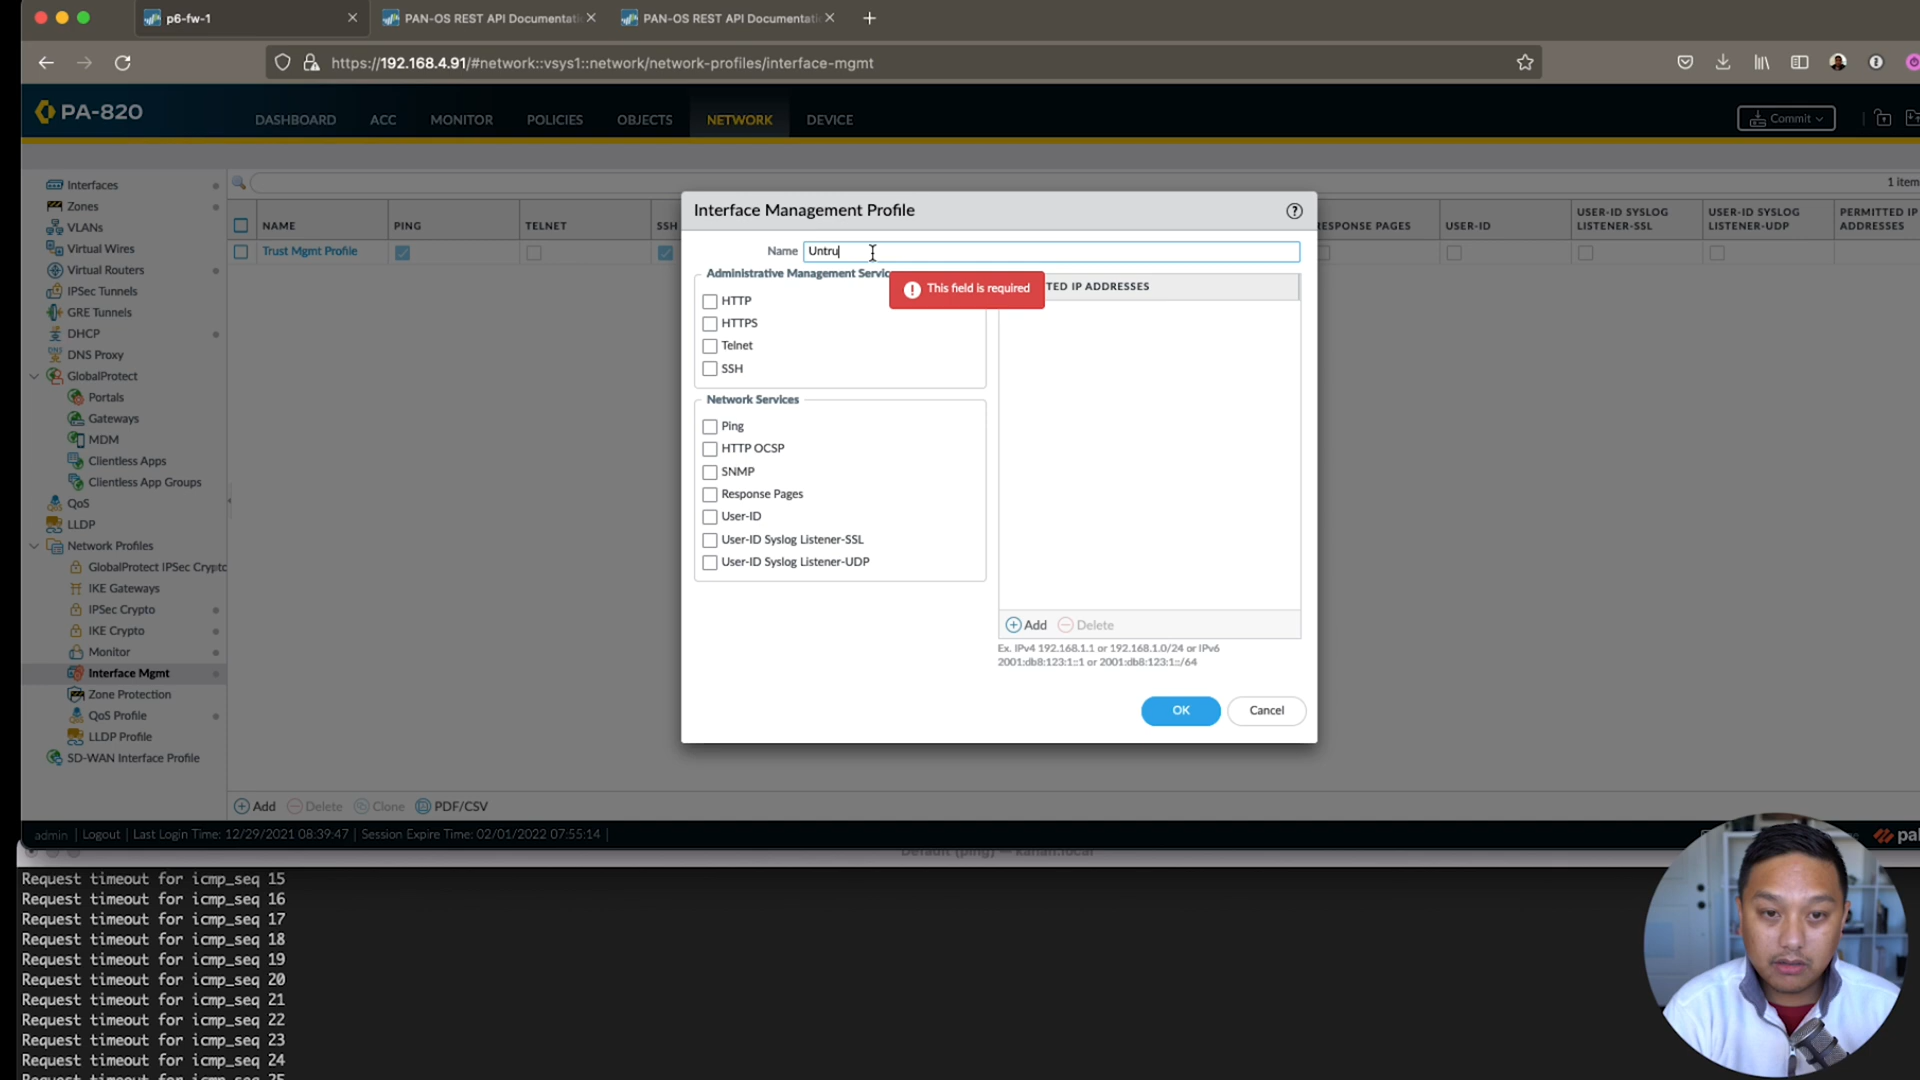 p6-fw-1
PAN-OS REST API Documentati
PAN-OS REST API Documentati
https://192.168.4.91/#network::vsys1::network/network-profiles/interface-mgmt
PA-820
DASHBOARD
ACC
MONITOR
POLICIES
OBJECTS
NETWORK
DEVICE
Commit
1 item
Interfaces
Zones
VLANs
Virtual Wires
Virtual Routers
IPSec Tunnels
GRE Tunnels
DHCP
DNS Proxy
GlobalProtect
Portals
Gateways
MDM
Clientless Apps
Clientless App Groups
QoS
LLDP
Network Profiles
GlobalProtect IPSec Crypto
IKE Gateways
IPSec Crypto
IKE Crypto
Monitor
Interface Mgmt
Zone Protection
QoS Profile
LLDP Profile
SD-WAN Interface Profile
NAME
PING
TELNET
SSH
RESPONSE PAGES
USER-ID
USER-ID SYSLOG
LISTENER-SSL
USER-ID SYSLOG
LISTENER-UDP
PERMITTED IP
ADDRESSES
Trust Mgmt Profile
Interface Management Profile
Name
Untru
Administrative Management Servic
This field is required
TED IP ADDRESSES
HTTP
HTTPS
Telnet
SSH
Network Services
Ping
HTTP OCSP
SNMP
Response Pages
User-ID
User-ID Syslog Listener-SSL
User-ID Syslog Listener-UDP
Add
Delete
Ex. IPv4 192.168.1.1 or 192.168.1.0/24 or IPv6
2001:db8:123:1::1 or 2001:db8:123:1::/64
OK
Cancel
Add
Delete
Clone
PDF/CSV
admin | Logout | Last Login Time: 12/29/2021 08:39:47 | Session Expire Time: 02/01/2022 07:55:14 |
pal
Default (ping) — kahan.local
Request timeout for icmp_seq 15
Request timeout for icmp_seq 16
Request timeout for icmp_seq 17
Request timeout for icmp_seq 18
Request timeout for icmp_seq 19
Request timeout for icmp_seq 20
Request timeout for icmp_seq 21
Request timeout for icmp_seq 22
Request timeout for icmp_seq 23
Request timeout for icmp_seq 24
Request timeout for icmp_seq 25